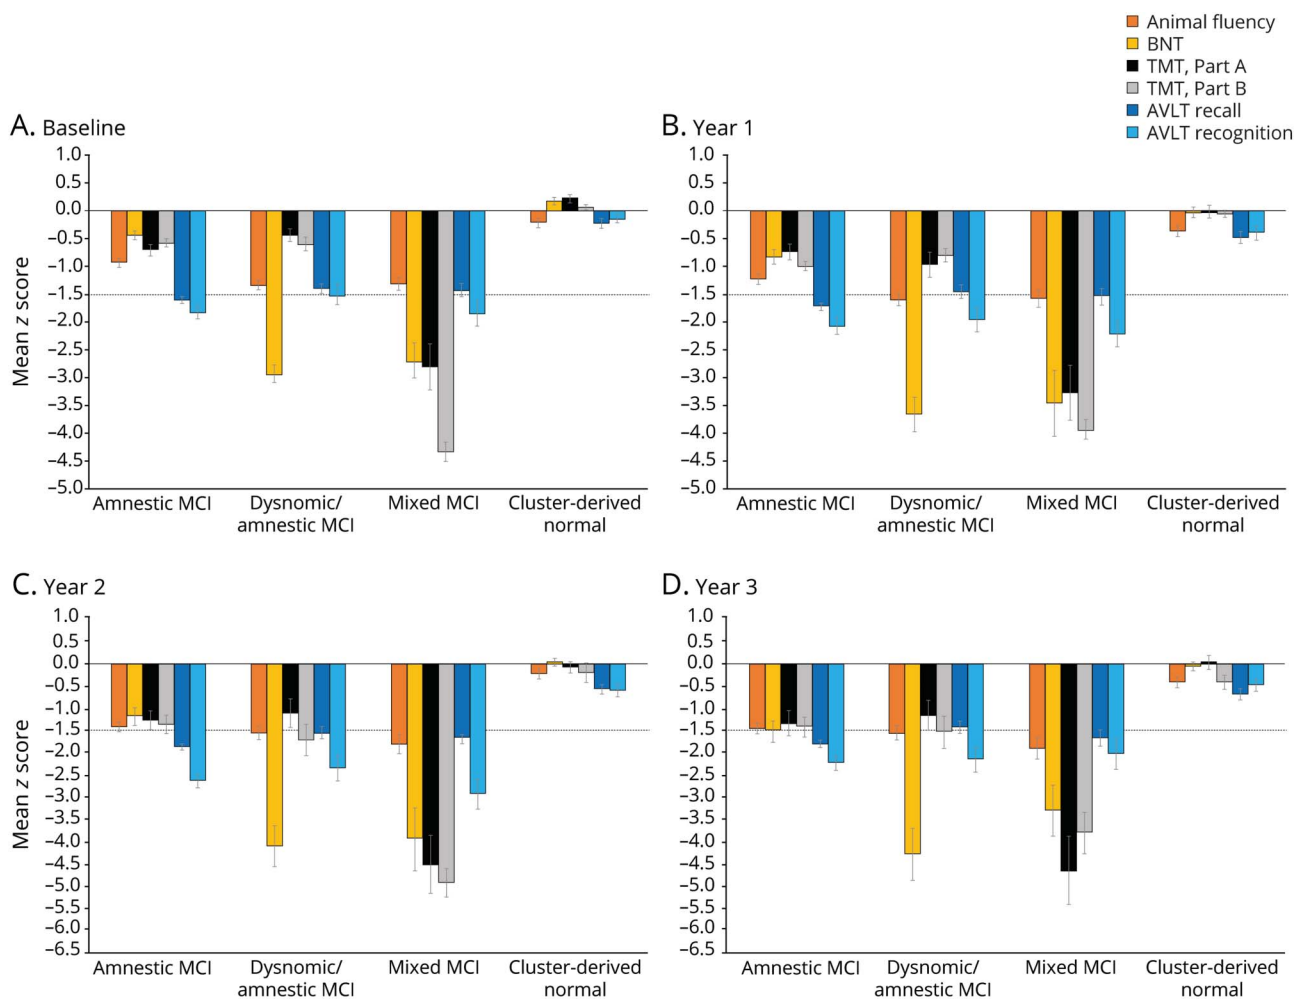 Animal fluency
BNT
TMT, Part A
TMT, Part B
AVLT recall
AVLT recognition
A. Baseline
1.0
0.5
0.0
−0.5
−1.0
−1.5
−2.0
−2.5
−3.0
−3.5
−4.0
−4.5
−5.0
Mean z score
Amnestic MCI
Dysnomic/
amnestic MCI
Mixed MCI
Cluster-derived
normal
B. Year 1
1.0
0.5
0.0
−0.5
−1.0
−1.5
−2.0
−2.5
−3.0
−3.5
−4.0
−4.5
−5.0
Amnestic MCI
Dysnomic/
amnestic MCI
Mixed MCI
Cluster-derived
normal
C. Year 2
1.0
0.5
0.0
−0.5
−1.0
−1.5
−2.0
−2.5
−3.0
−3.5
−4.0
−4.5
−5.0
−5.5
−6.0
−6.5
Mean z score
Amnestic MCI
Dysnomic/
amnestic MCI
Mixed MCI
Cluster-derived
normal
D. Year 3
1.0
0.5
0.0
−0.5
−1.0
−1.5
−2.0
−2.5
−3.0
−3.5
−4.0
−4.5
−5.0
−5.5
−6.0
−6.5
Amnestic MCI
Dysnomic/
amnestic MCI
Mixed MCI
Cluster-derived
normal